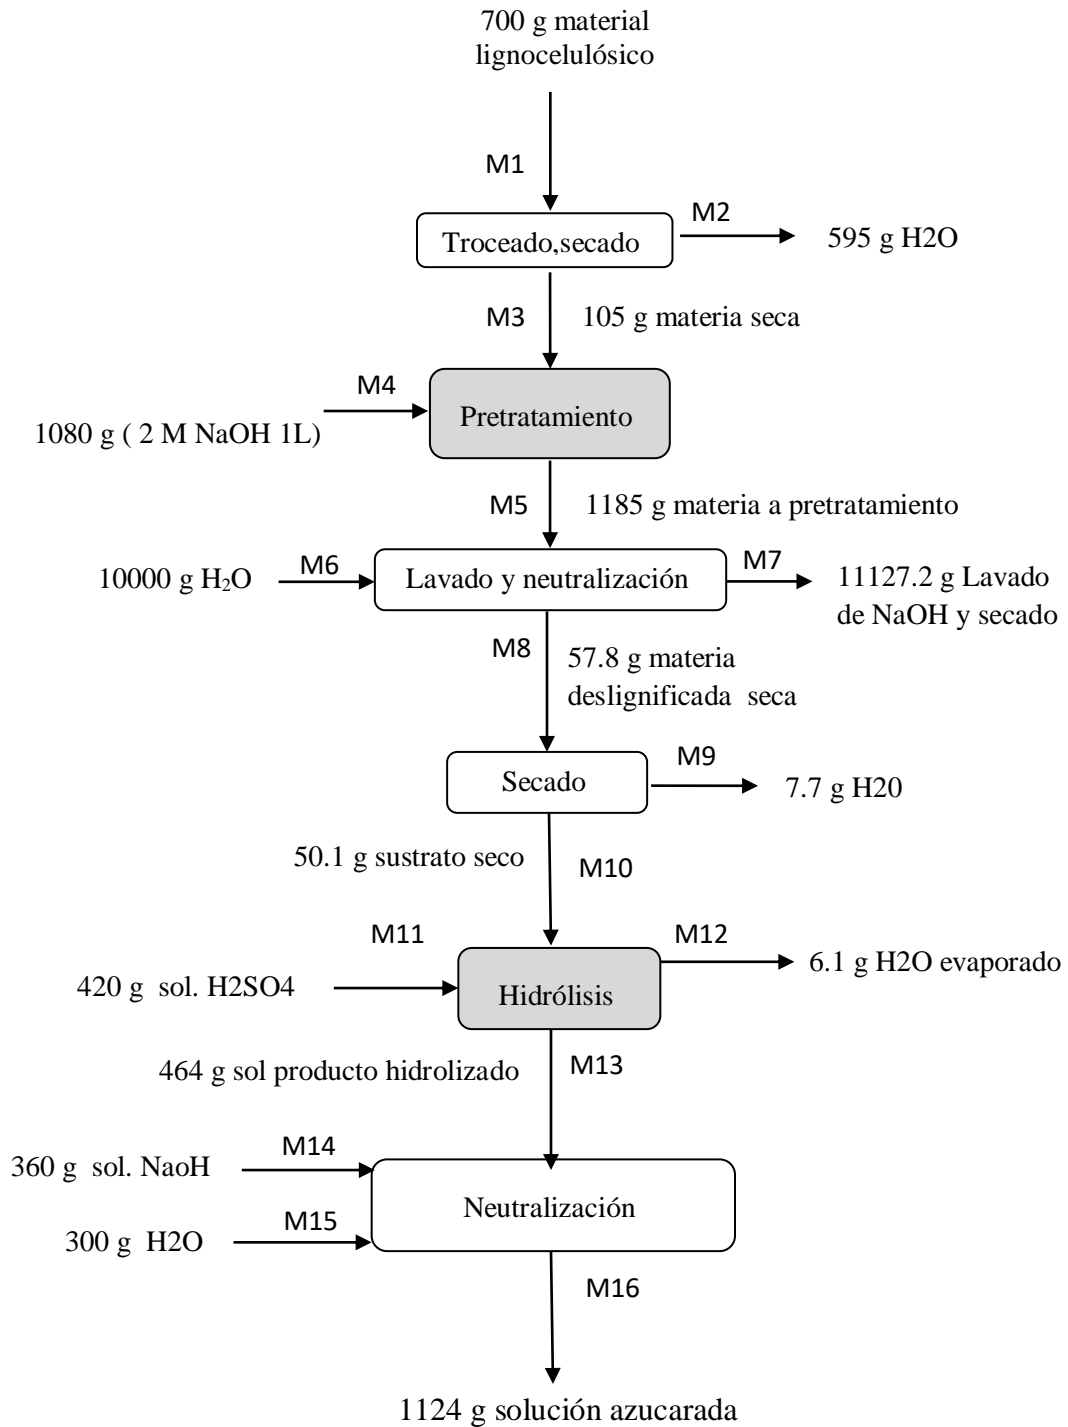 700 g material
lignocelulósico
M1
M2
Troceado,secado
595 g H2O
M3
105 g materia seca
M4
Pretratamiento
1080 g ( 2 M NaOH 1L)
M5
1185 g materia a pretratamiento
10000 g H₂O
M6
Lavado y neutralización
M7
11127.2 g Lavado
de NaOH y secado
M8
57.8 g materia
deslignificada seca
Secado
M9
7.7 g H20
50.1 g sustrato seco
M10
M11
M12
6.1 g H2O evaporado
420 g sol. H2SO4
Hidrólisis
464 g sol producto hidrolizado
M13
360 g sol. NaoH
M14
Neutralización
300 g H2O
M15
M16
1124 g solución azucarada